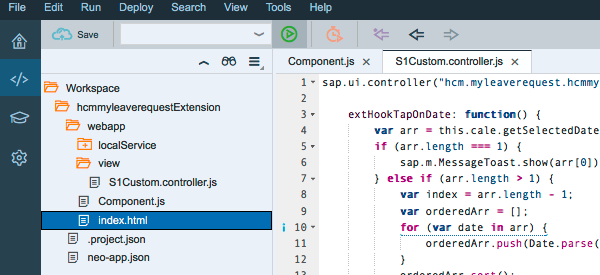 File Edit Run Deploy Search View Tools Help
Save
Component.js S1Custom.controller.js
Workspace
hcmmyleaverequestExtension
webapp
localService
view
S1Custom.controller.js
Component.js
index.html
.project.json
neo-app.json
1 sap.ui.controller("hcm.myleaverequest.hcmmy
2
3 extHookTapOnDate: function() {
4 var arr = this.cale.getSelectedDate
5 if (arr.length === 1) {
6 sap.m.MessageToast.show(arr[0])
7 } else if (arr.length > 1) {
8 var index = arr.length - 1;
9 var orderedArr = [];
10 for (var date in arr) {
11 orderedArr.push(Date.parse(
12 }
13 orderedArr.sort();